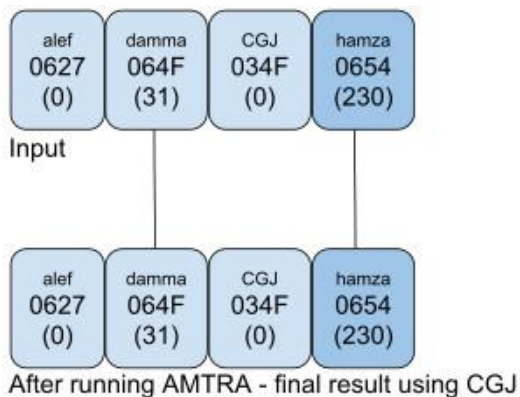 alef damma CGJ hamza
0627 064F 034F 0654
(0) (31) (0) (230)
Input
alef damma CGJ hamza
0627 064F 034F 0654
(0) (31) (0) (230)
After running AMTRA - final result using CGJ